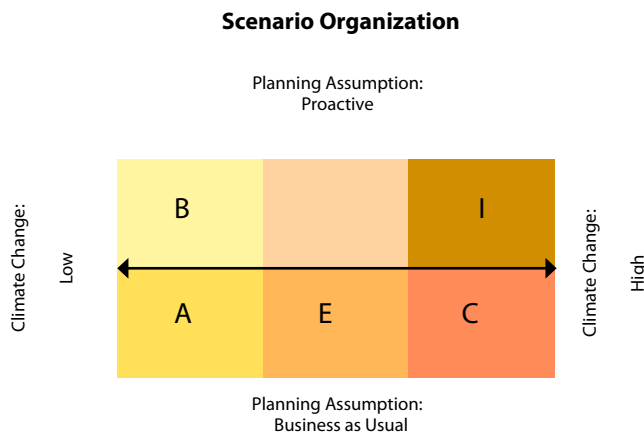 Scenario Organization
Planning Assumption:
Proactive
Climate Change:
Low
B
I
A
E
C
Climate Change:
High
Planning Assumption:
Business as Usual